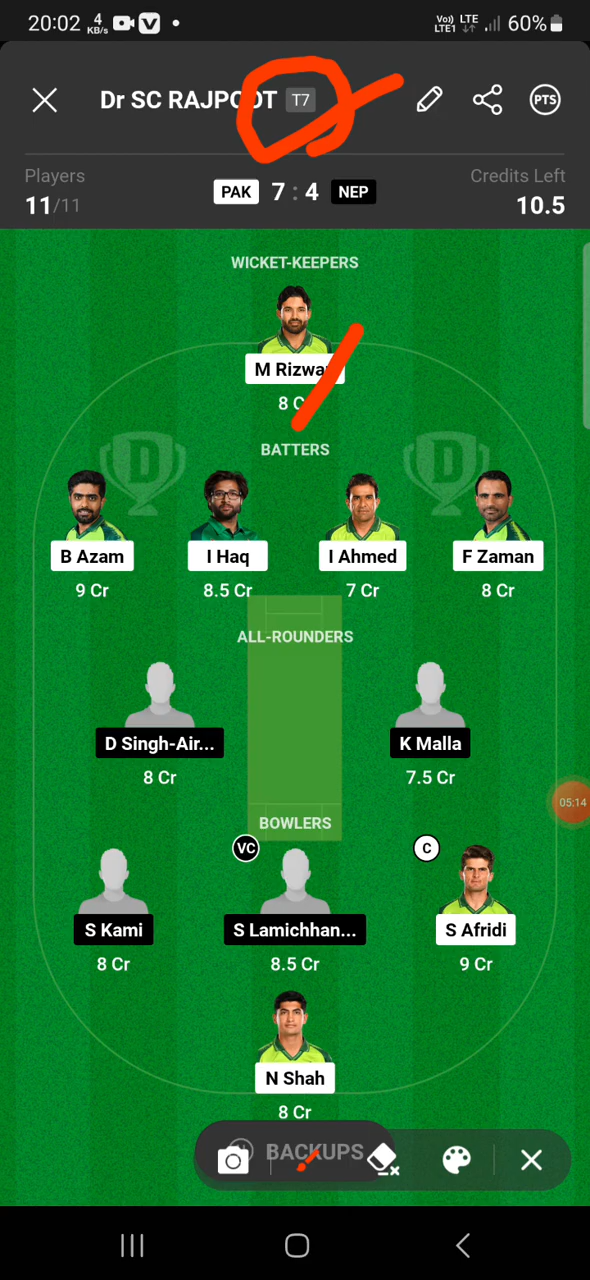 20:02 4 KB/s Vo) LTE LTE1 60%
Dr SC RAJPOOT T7 PTS
Players Credits Left
11/11 PAK 7 : 4 NEP 10.5
WICKET-KEEPERS
M Rizwa
8 C
BATTERS
B Azam I Haq I Ahmed F Zaman
9 Cr 8.5 Cr 7 Cr 8 Cr
ALL-ROUNDERS
D Singh-Air... K Malla
8 Cr 7.5 Cr
05:14
BOWLERS
VC C
S Kami S Lamichhan... S Afridi
8 Cr 8.5 Cr 9 Cr
N Shah
8 Cr
BACKUPS